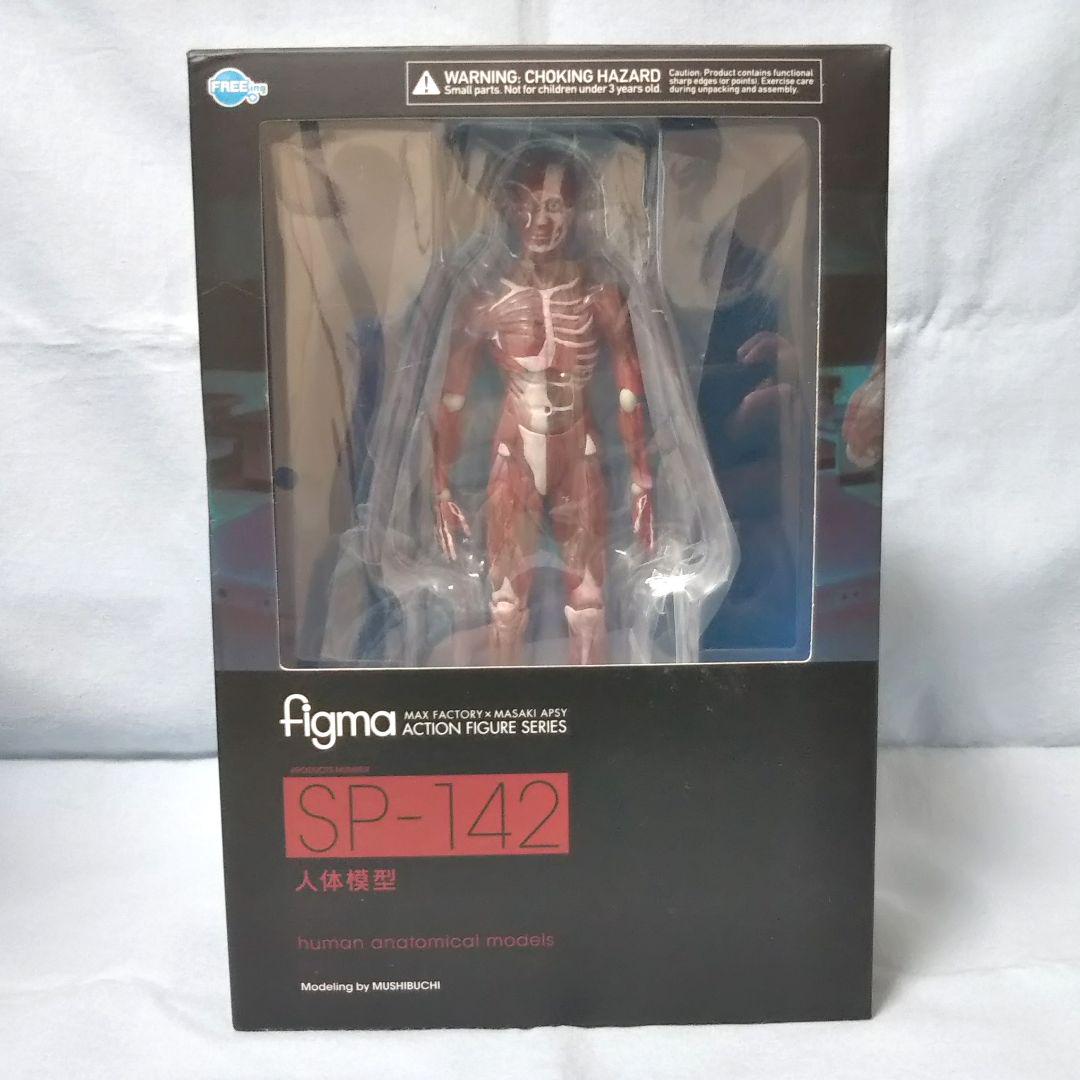 FREEing
WARNING: CHOKING HAZARD
Small parts. Not for children under 3 years old.
Caution: Product contains functional
sharp edges (or points). Exercise care
during unpacking and assembly.
figma
MAX FACTORY×MASAKI APSY
ACTION FIGURE SERIES
PRODUCTS NUMBER
SP-142
人体模型
human anatomical models
Modeling by MUSHIBUCHI